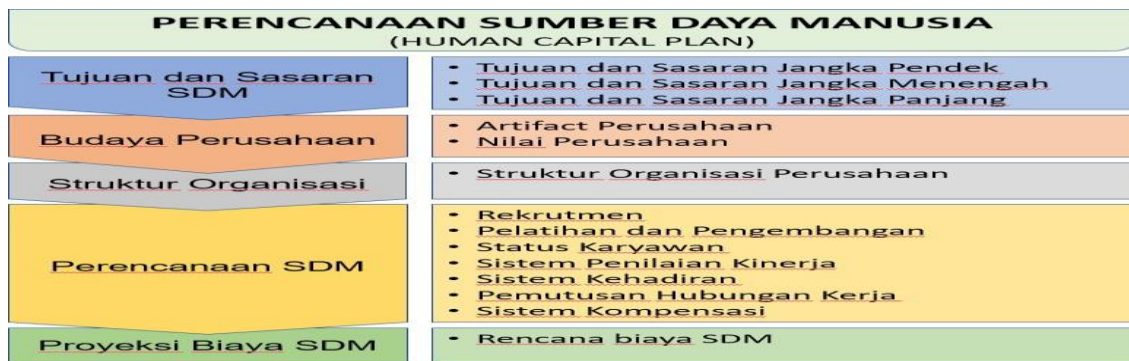 PERENCANAAN SUMBER DAYA MANUSIA
(HUMAN CAPITAL PLAN)
Tujuan dan Sasaran
SDM
• Tujuan dan Sasaran Jangka Pendek
• Tujuan dan Sasaran Jangka Menengah
• Tujuan dan Sasaran Jangka Panjang
Budaya Perusahaan
• Artifact Perusahaan
• Nilai Perusahaan
Struktur Organisasi
• Struktur Organisasi Perusahaan
Perencanaan SDM
• Rekrutmen
• Pelatihan dan Pengembangan
• Status Karyawan
• Sistem Penilaian Kinerja
• Sistem Kehadiran
• Pemutusan Hubungan Kerja
• Sistem Kompensasi
Proyeksi Biaya SDM
• Rencana biaya SDM